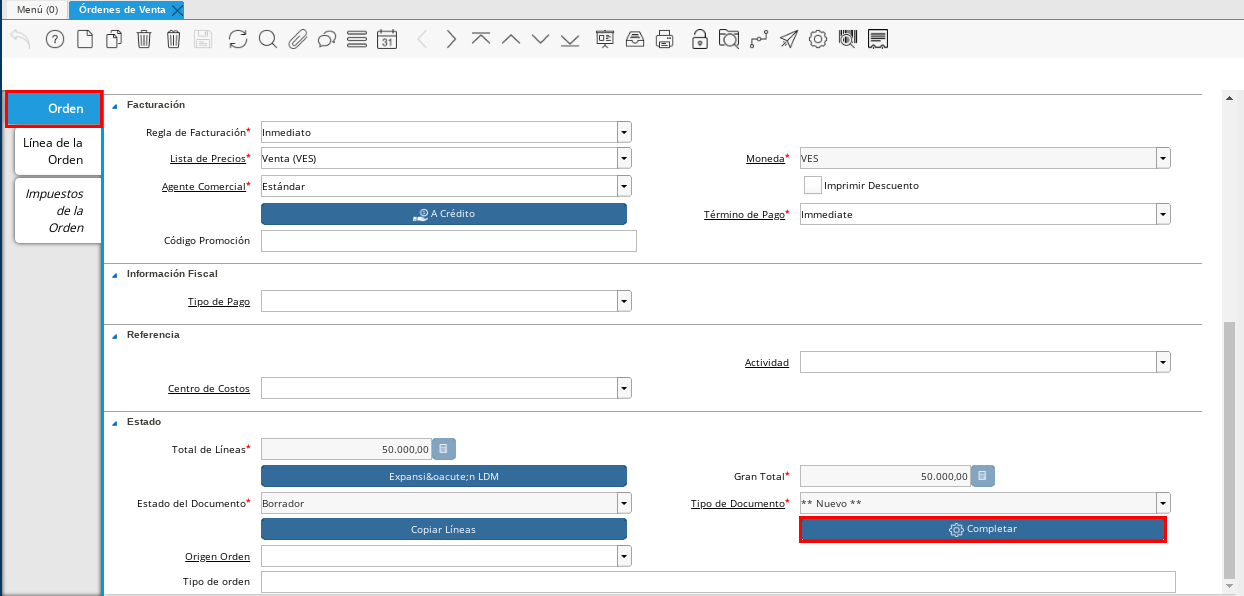 Menú (0)
Órdenes de Venta
31
Orden
Línea de la
Orden
Impuestos
de la
Orden
Facturación
Regla de Facturación* Inmediato
Lista de Precios* Venta (VES) Moneda* VES
Agente Comercial* Estándar Imprimir Descuento
A Crédito Término de Pago* Immediate
Código Promoción
Información Fiscal
Tipo de Pago
Referencia
Actividad
Centro de Costos
Estado
Total de Líneas* 50.000,00
Expansi&oacute;n LDM Gran Total* 50.000,00
Estado del Documento* Borrador Tipo de Documento* ** Nuevo **
Copiar Líneas Completar
Origen Orden
Tipo de orden